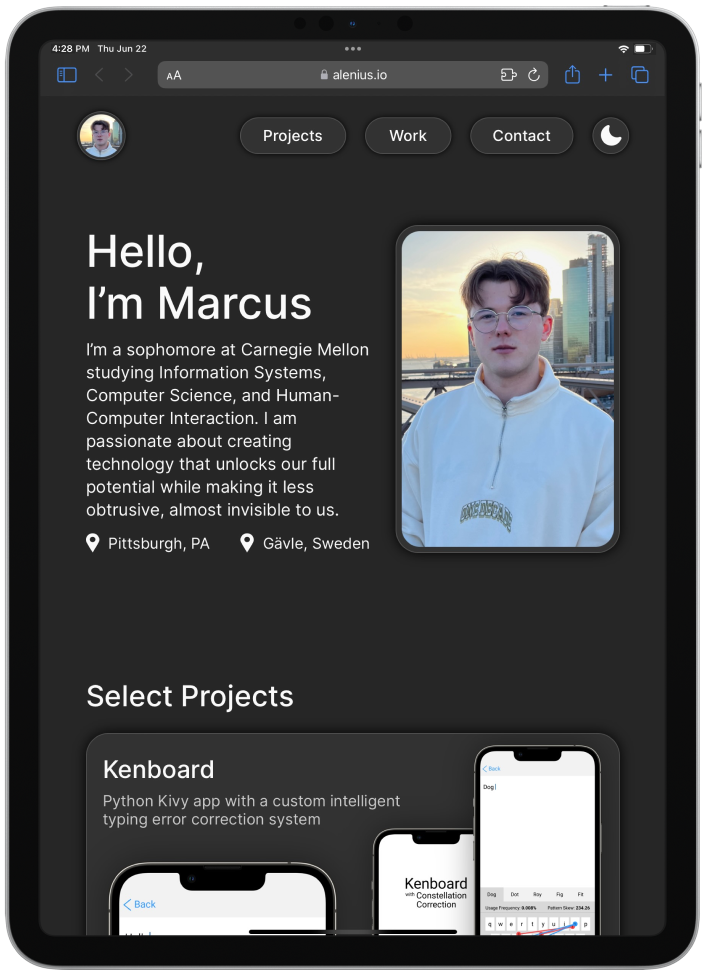 4:28 PM Thu Jun 22
AA
alenius.io
Projects
Work
Contact
Hello,
I’m Marcus
I’m a sophomore at Carnegie Mellon
studying Information Systems,
Computer Science, and Human-
Computer Interaction. I am
passionate about creating
technology that unlocks our full
potential while making it less
obtrusive, almost invisible to us.
Pittsburgh, PA
Gävle, Sweden
Select Projects
Kenboard
Python Kivy app with a custom intelligent
typing error correction system
Back
Kenboard
with Constellation
Correction
Back
Dog
Dog Dot Rny Fig Fit
Usage Frequency: 0.008% Pattern Skew: 234.26
q w e r t y u i p